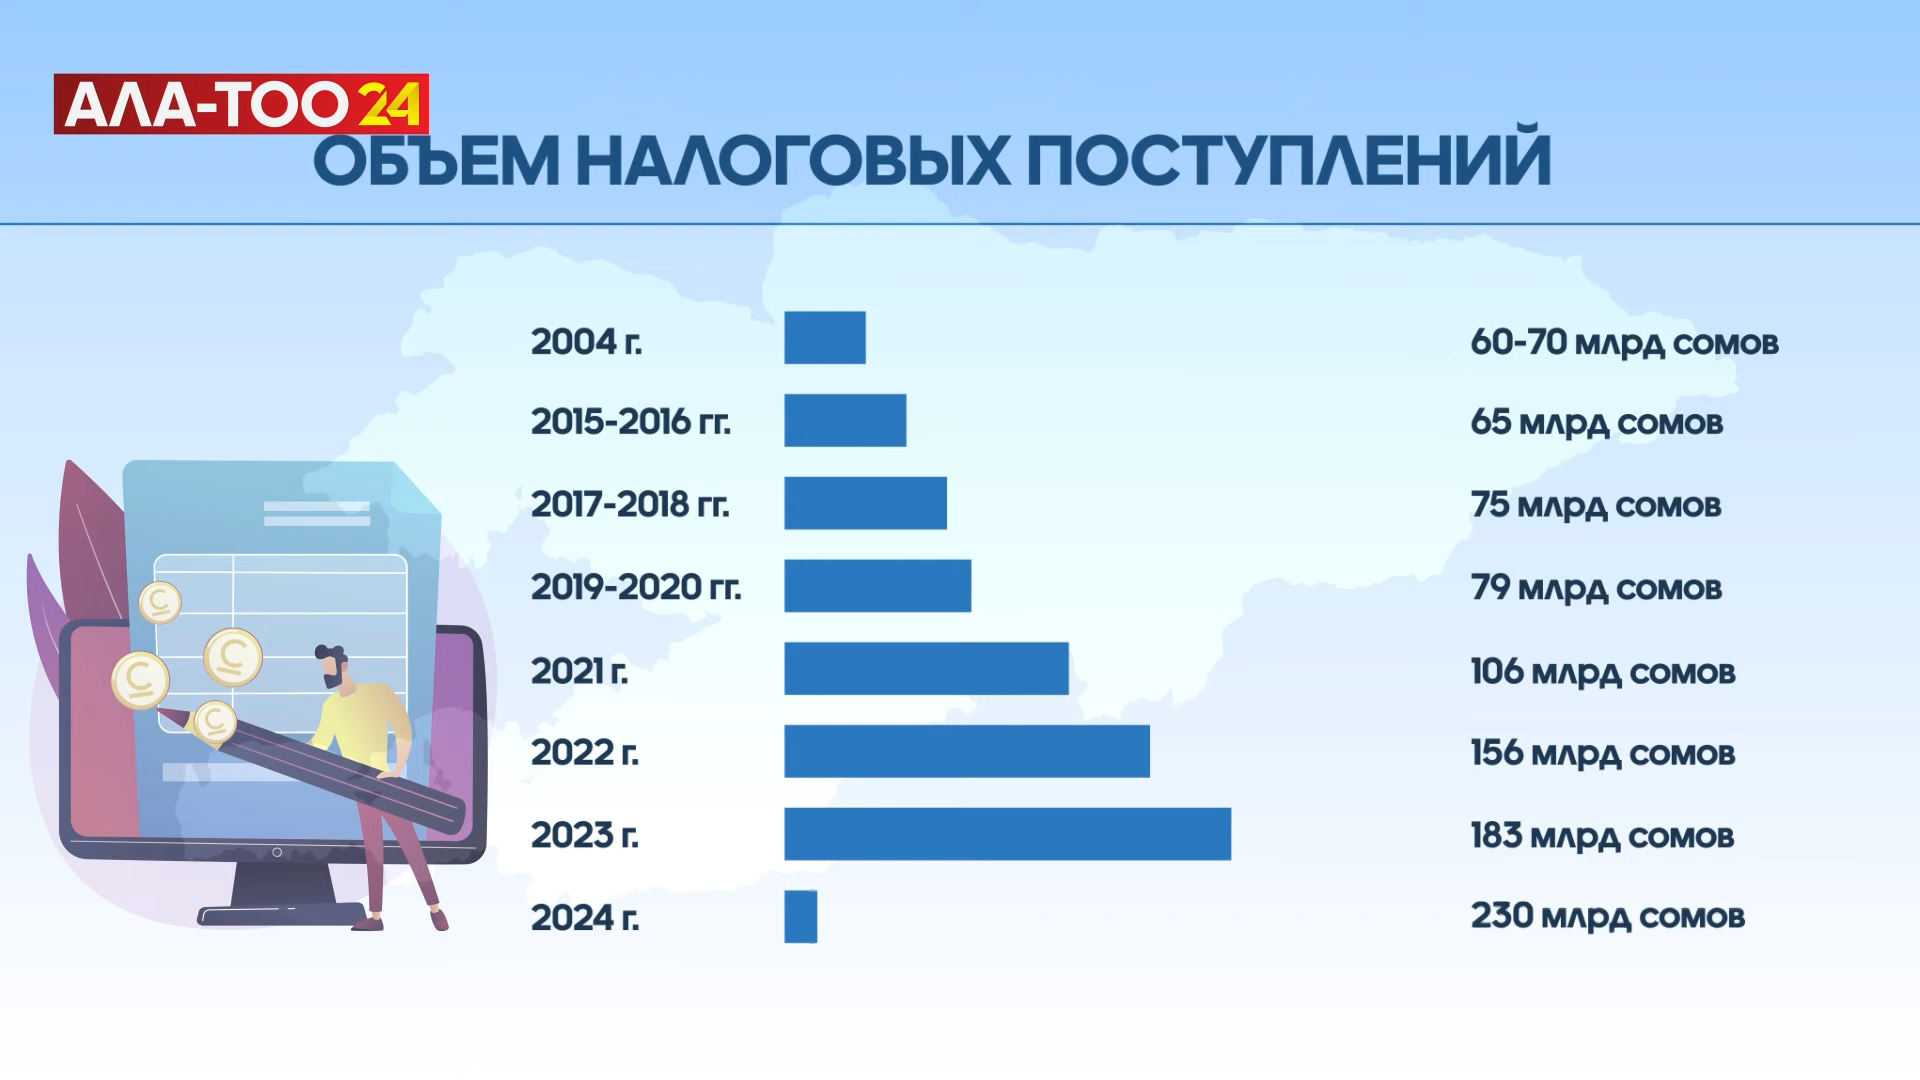 АЛА-ТОО 24
ОБЪЕМ НАЛОГОВЫХ ПОСТУПЛЕНИЙ
2004 г. 60-70 млрд сомов
2015-2016 гг. 65 млрд сомов
2017-2018 гг. 75 млрд сомов
2019-2020 гг. 79 млрд сомов
2021 г. 106 млрд сомов
2022 г. 156 млрд сомов
2023 г. 183 млрд сомов
2024 г. 230 млрд сомов